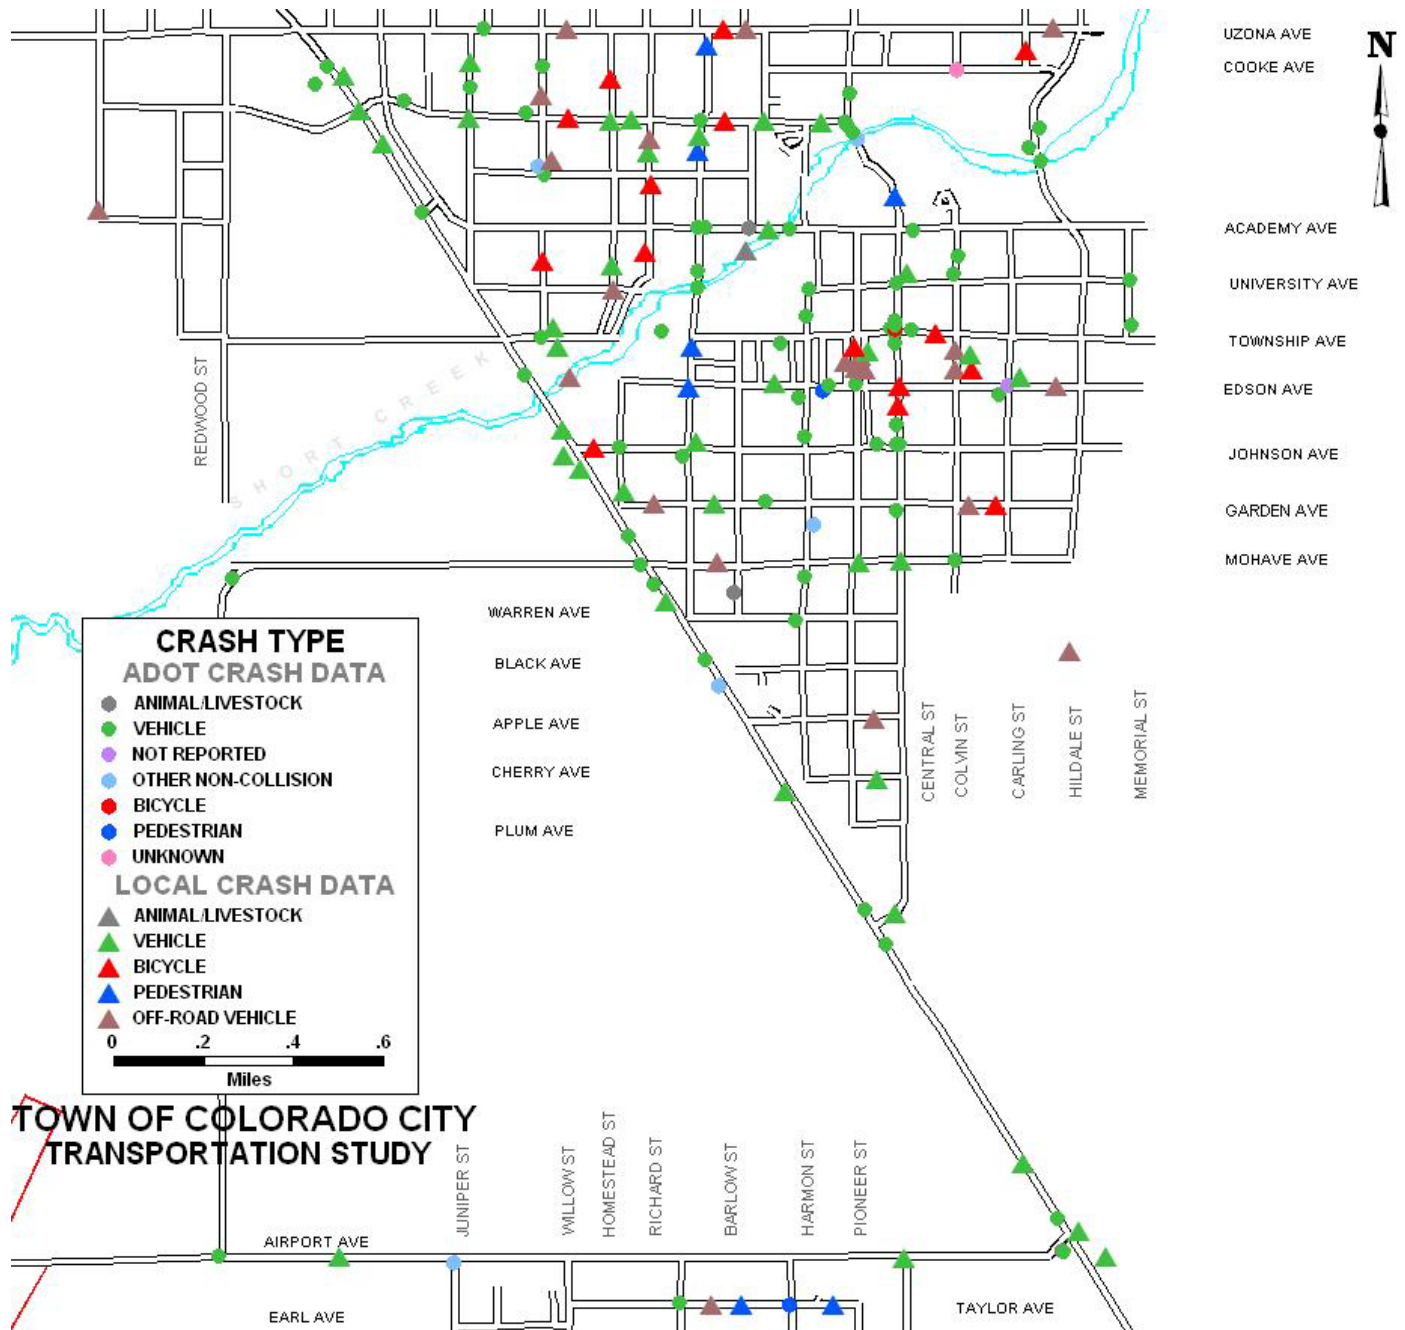 UZONA AVE
N
COOKE AVE
ACADEMY AVE
UNIVERSITY AVE
TOWNSHIP AVE
EDSON AVE
REDWOOD ST
SHORT CREEK
JOHNSON AVE
GARDEN AVE
MOHAVE AVE
WARREN AVE
BLACK AVE
APPLE AVE
CHERRY AVE
PLUM AVE
CENTRAL ST
COLVIN ST
CARLING ST
HILDALE ST
MEMORIAL ST
CRASH TYPE
ADOT CRASH DATA
ANIMAL/LIVESTOCK
VEHICLE
NOT REPORTED
OTHER NON-COLLISION
BICYCLE
PEDESTRIAN
UNKNOWN
LOCAL CRASH DATA
ANIMAL/LIVESTOCK
VEHICLE
BICYCLE
PEDESTRIAN
OFF-ROAD VEHICLE
0 .2 .4 .6
Miles
TOWN OF COLORADO CITY
TRANSPORTATION STUDY
JUNIPER ST
WILLOW ST
HOMESTEAD ST
RICHARD ST
BARLOW ST
HARMON ST
PIONEER ST
AIRPORT AVE
EARL AVE
TAYLOR AVE